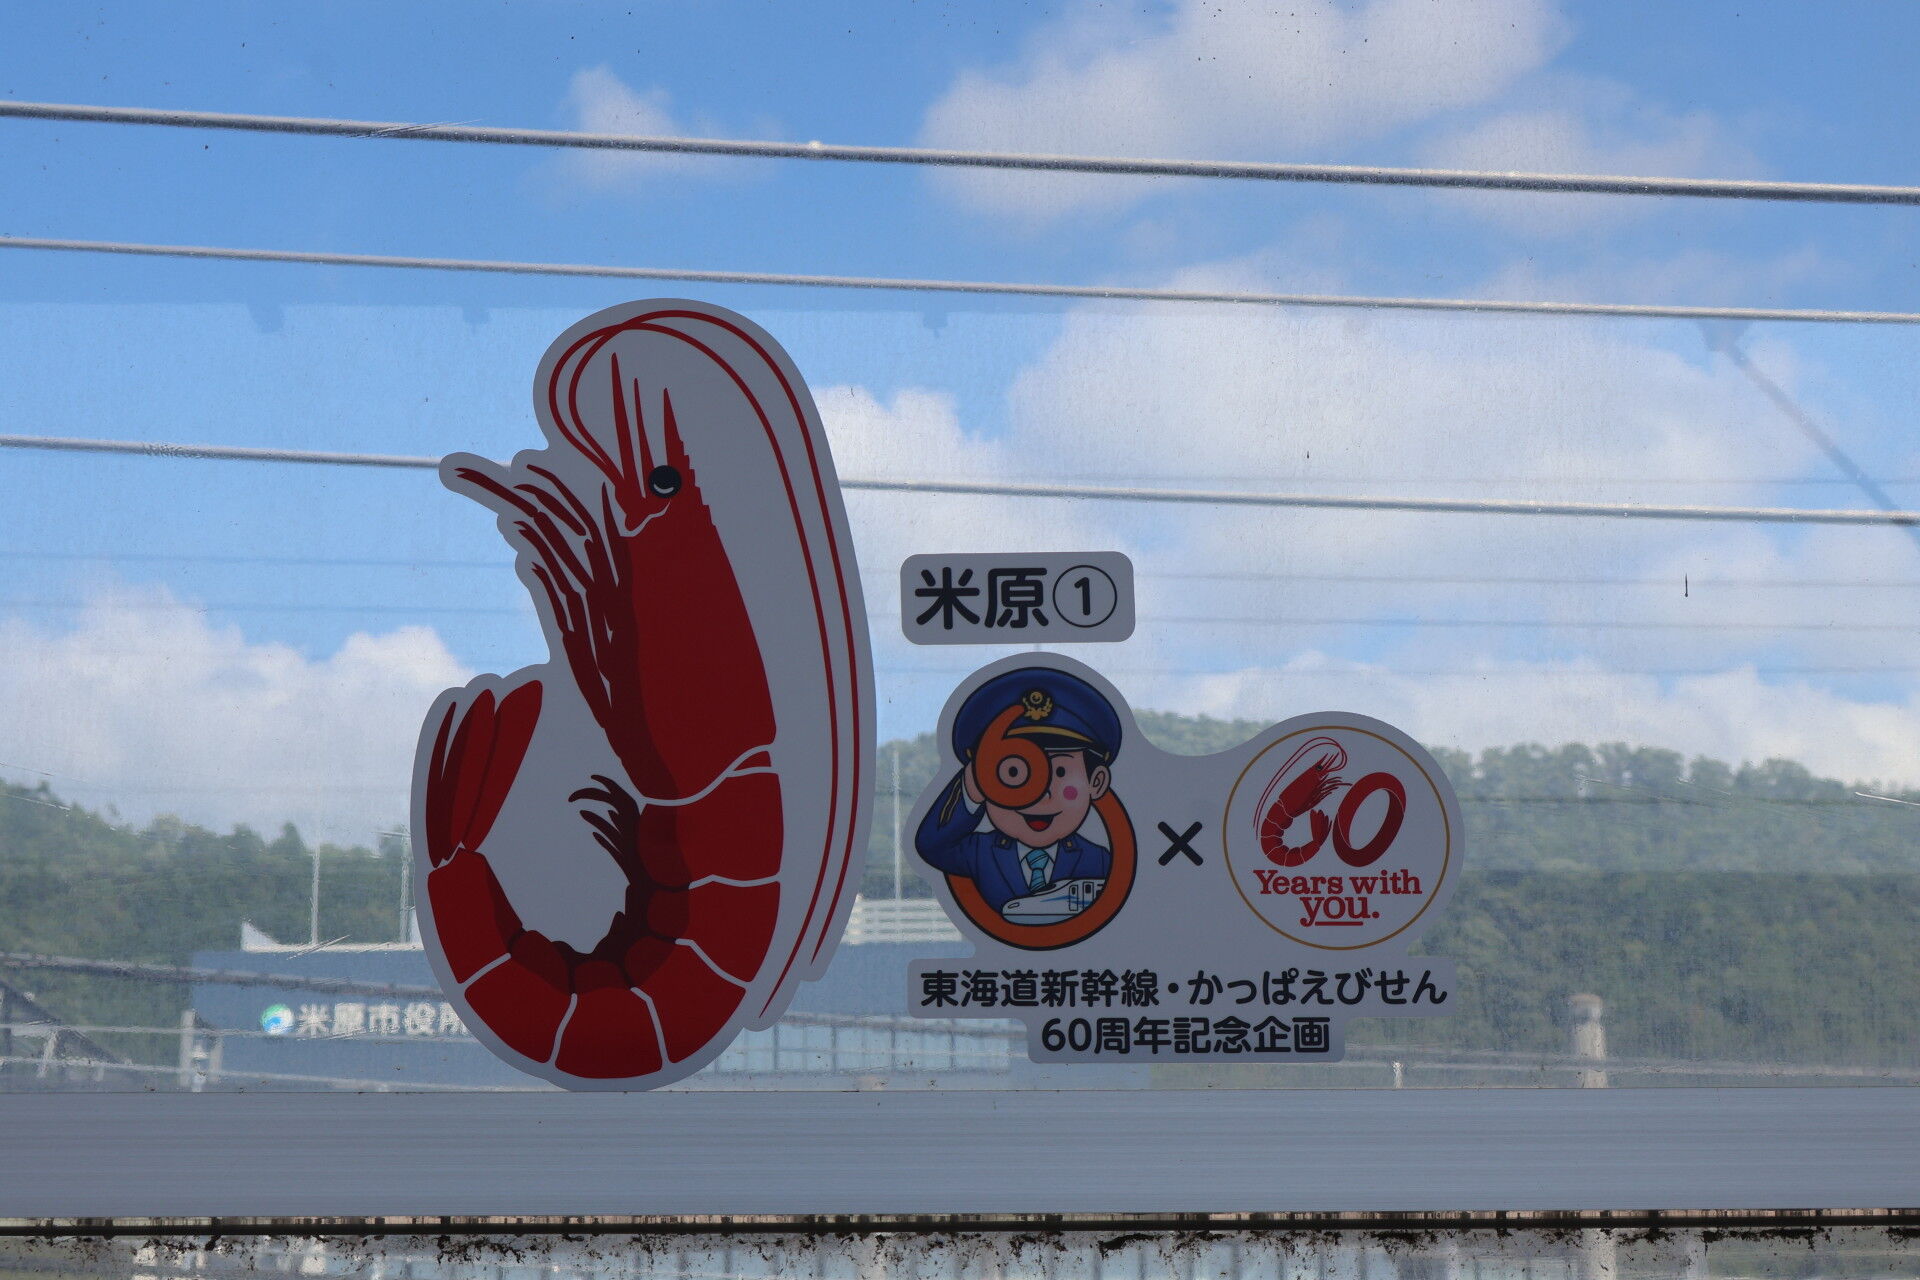 米原①
6
×
60
Years with
you.
東海道新幹線・かっぱえびせん
60周年記念企画
米原市役所